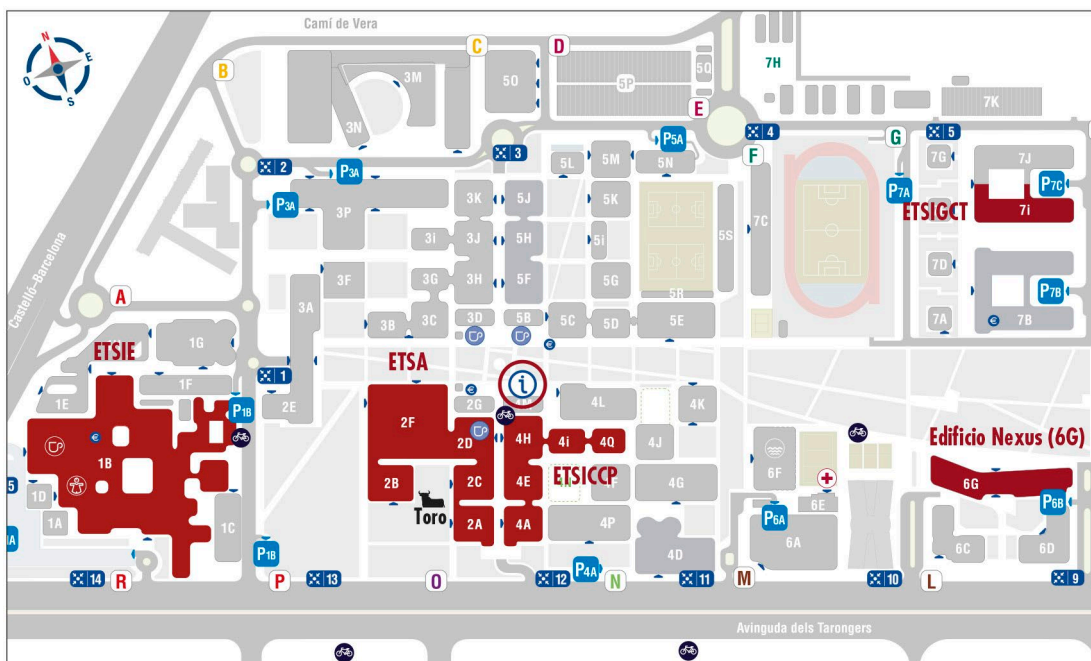 Camí de Vera
N
E
S
O
Castelló–Barcelona
B
C
D
E
7H
7K
3M
3N
5O
5P
5Q
2
3
4
5
F
G
P3A
P3A
P5A
P7A
P7C
P7B
5L
5M
5N
7G
7J
7i
ETSIGCT
3P
3K
5J
5K
7C
3i
3J
5H
5i
5S
3F
3G
3H
5F
5G
7D
A
3A
3B
3C
3D
5B
5C
5D
5R
5E
7A
€
7B
ETSIE
1G
1
ETSA
€
i
€
1E
1F
P1B
2E
2F
2G
4L
4K
2D
4H
4i
4Q
4J
€
1B
ETSICCP
Edificio Nexus (6G)
6F
6G
1D
1A
1C
2B
2C
4E
4F
4G
6E
P6A
P6B
Toro
2A
4A
4P
4D
6A
6C
6D
P1B
14
R
P
13
O
12
P4A
N
11
M
10
L
9
Avinguda dels Tarongers